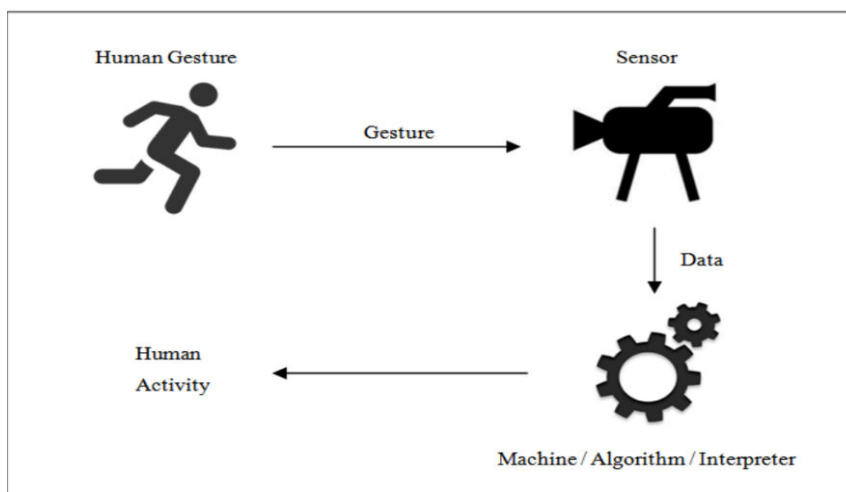 Human Gesture
Sensor
Gesture
Data
Human
Activity
Machine / Algorithm / Interpreter